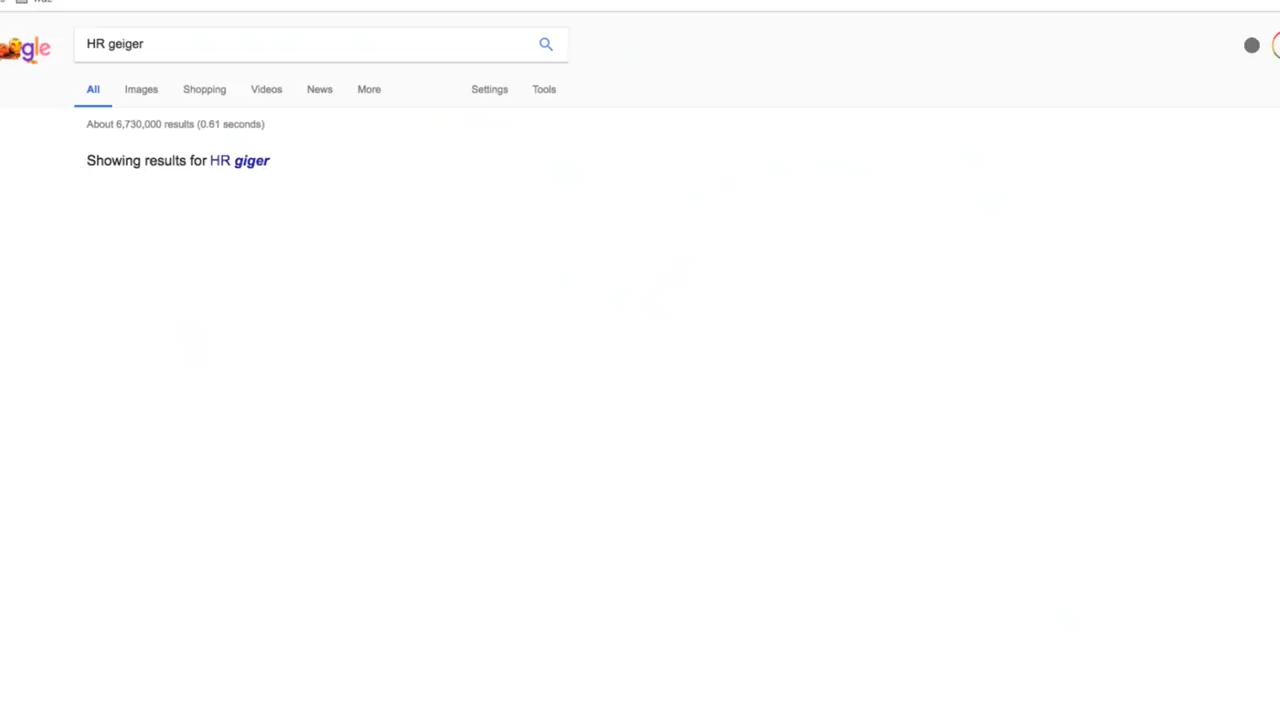 HR geiger
All Images Shopping Videos News More Settings Tools
About 6,730,000 results (0.61 seconds)
Showing results for HR giger